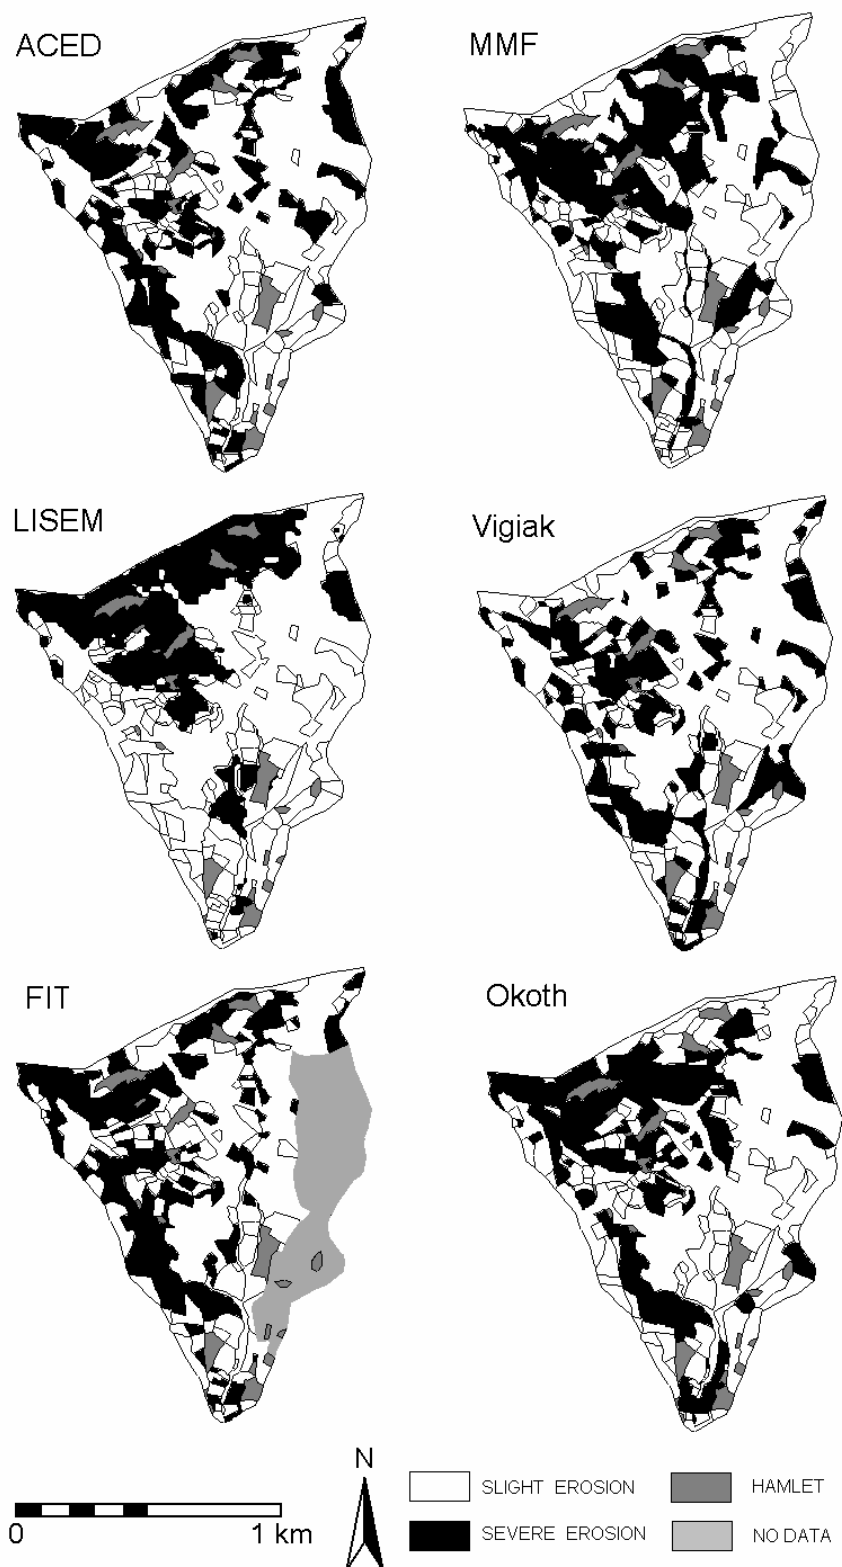 ACED
MMF
LISEM
Vigiak
FIT
Okoth
N
SLIGHT EROSION
HAMLET
SEVERE EROSION
NO DATA
0
1 km